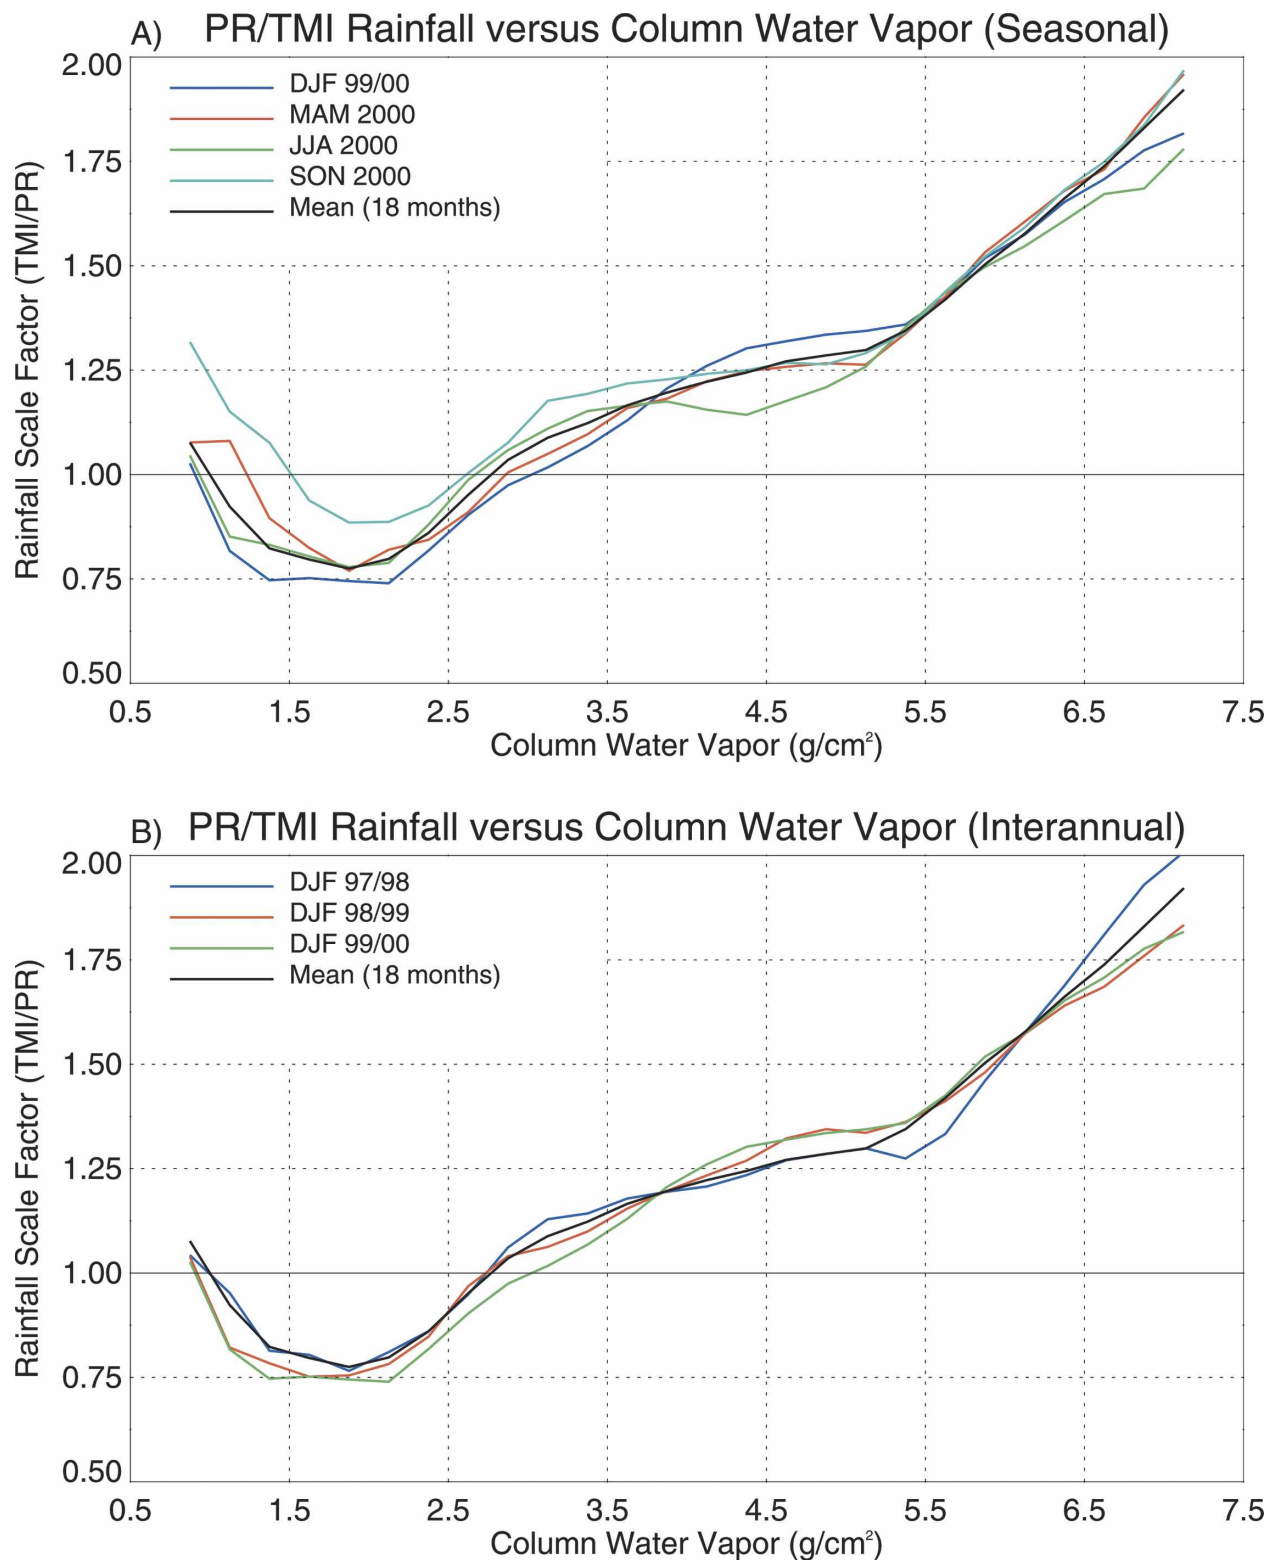 A) PR/TMI Rainfall versus Column Water Vapor (Seasonal)
2.00
DJF 99/00
MAM 2000
JJA 2000
SON 2000
Mean (18 months)
1.75
1.50
1.25
1.00
0.75
0.50
Rainfall Scale Factor (TMI/PR)
0.5 1.5 2.5 3.5 4.5 5.5 6.5 7.5
Column Water Vapor (g/cm²)
B) PR/TMI Rainfall versus Column Water Vapor (Interannual)
2.00
DJF 97/98
DJF 98/99
DJF 99/00
Mean (18 months)
1.75
1.50
1.25
1.00
0.75
0.50
Rainfall Scale Factor (TMI/PR)
0.5 1.5 2.5 3.5 4.5 5.5 6.5 7.5
Column Water Vapor (g/cm²)